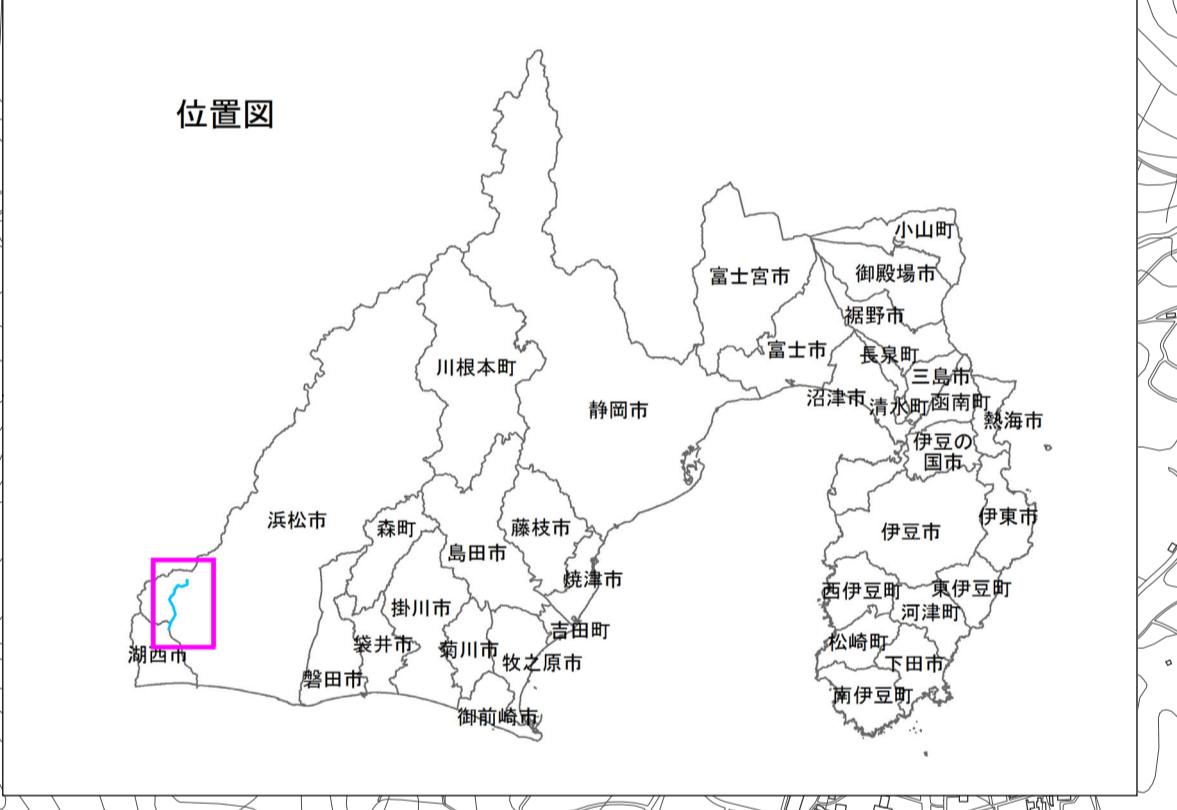 位置図
小山町
富士宮市
御殿場市
裾野市
富士市
長泉町
川根本町
三島市
沼津市
清水町
函南町
静岡市
熱海市
伊豆の
国市
浜松市
森町
藤枝市
伊豆市
伊東市
島田市
焼津市
西伊豆町
東伊豆町
掛川市
河津町
吉田町
袋井市
菊川市
松崎町
湖西市
牧之原市
下田市
磐田市
南伊豆町
御前崎市